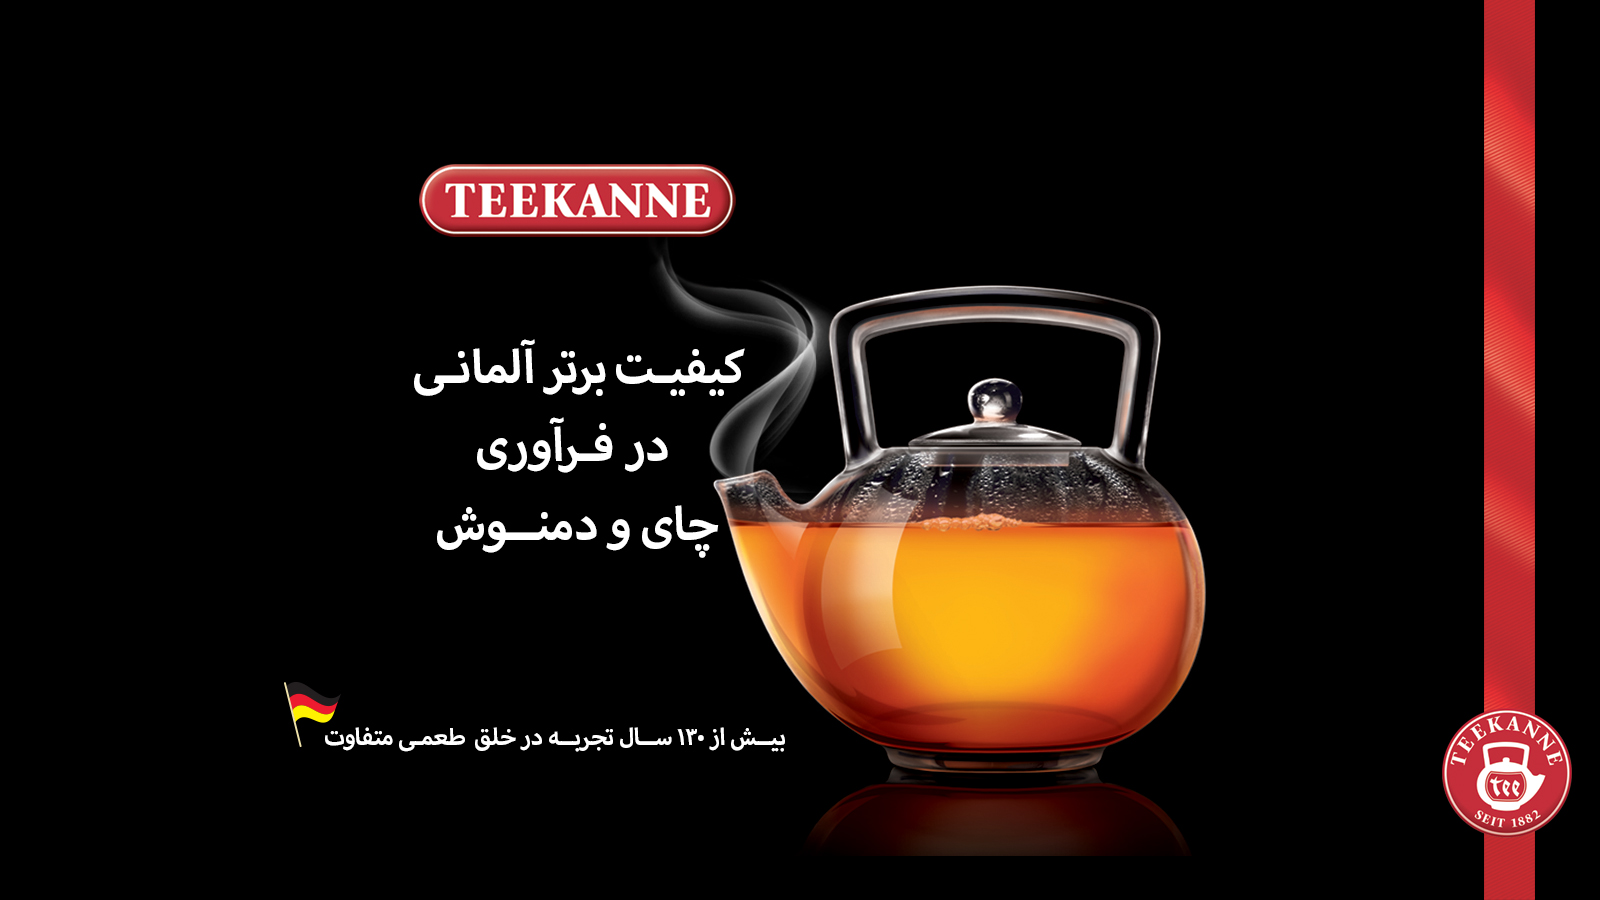 TEEKANNE
کیفیت برتر آلمانی
در فرآوری
چای و دمنوش
بیش از ۱۳۰ سال تجربه در خلق طعمی متفاوت
TEEKANNE
tee
SEIT 1882